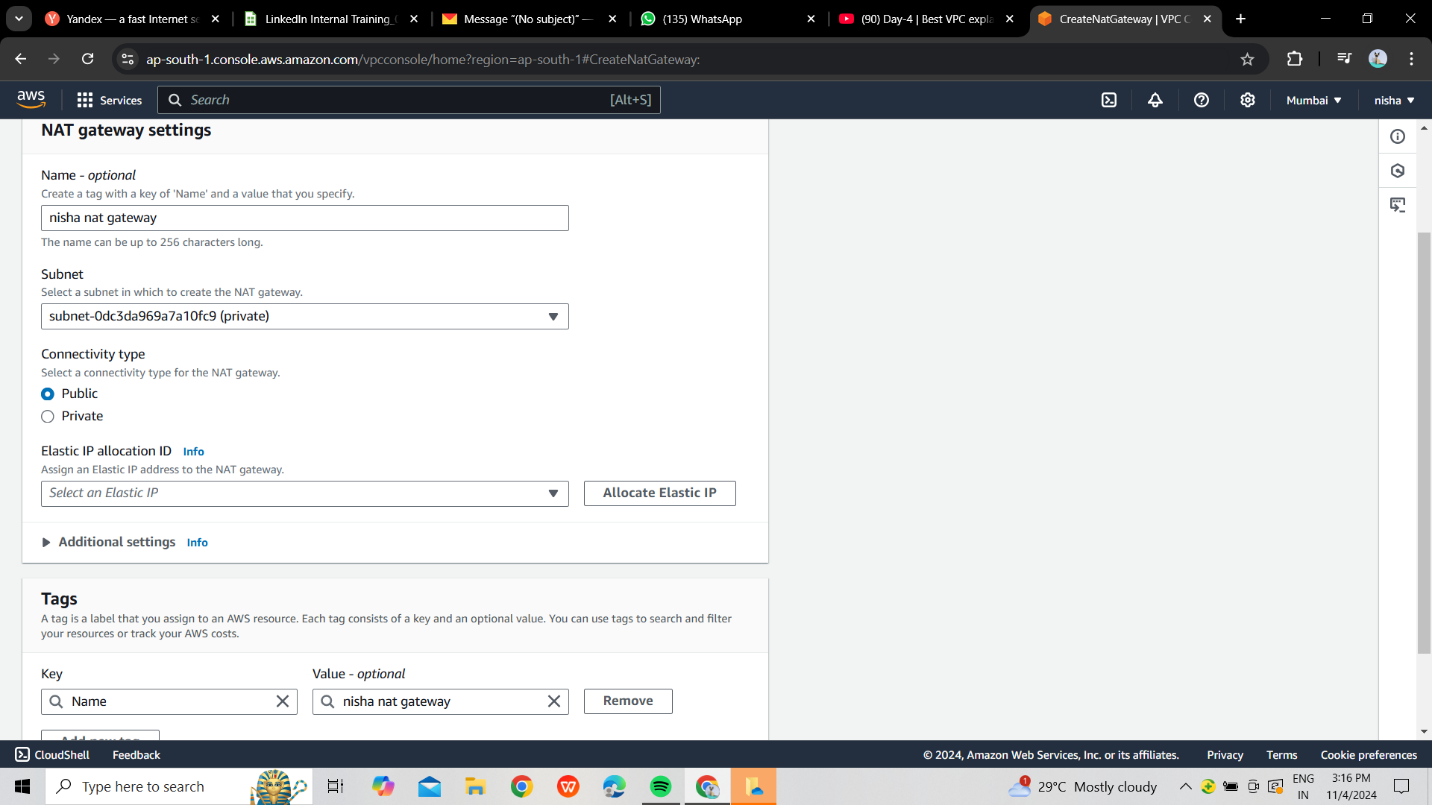 Yandex — a fast Internet se
LinkedIn Internal Training_
Message "(No subject)" —
(135) WhatsApp
(90) Day-4 | Best VPC expla
CreateNatGateway | VPC C
ap-south-1.console.aws.amazon.com/vpcconsole/home?region=ap-south-1#CreateNatGateway:
aws
Services
Search
[Alt+S]
Mumbai
nisha
NAT gateway settings
Name - optional
Create a tag with a key of 'Name' and a value that you specify.
nisha nat gateway
The name can be up to 256 characters long.
Subnet
Select a subnet in which to create the NAT gateway.
subnet-0dc3da969a7a10fc9 (private)
Connectivity type
Select a connectivity type for the NAT gateway.
Public
Private
Elastic IP allocation ID Info
Assign an Elastic IP address to the NAT gateway.
Select an Elastic IP
Allocate Elastic IP
Additional settings Info
Tags
A tag is a label that you assign to an AWS resource. Each tag consists of a key and an optional value. You can use tags to search and filter
your resources or track your AWS costs.
Key
Value - optional
Name
nisha nat gateway
Remove
Add new tag
CloudShell
Feedback
© 2024, Amazon Web Services, Inc. or its affiliates.
Privacy
Terms
Cookie preferences
Type here to search
1
29°C Mostly cloudy
ENG
IN
3:16 PM
11/4/2024